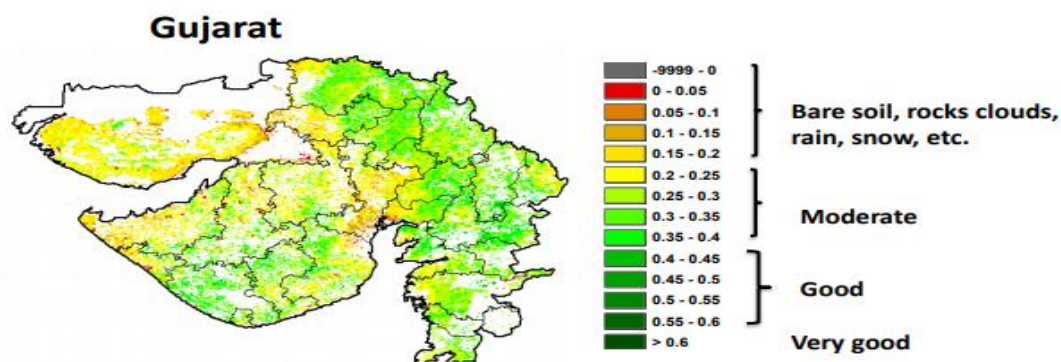 Gujarat
-9999 - 0
0 - 0.05
0.05 - 0.1
0.1 - 0.15
0.15 - 0.2
0.2 - 0.25
0.25 - 0.3
0.3 - 0.35
0.35 - 0.4
0.4 - 0.45
0.45 - 0.5
0.5 - 0.55
0.55 - 0.6
> 0.6
Bare soil, rocks clouds,
rain, snow, etc.
Moderate
Good
Very good